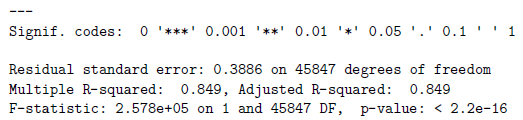 ---
Signif. codes:  0 '***' 0.001 '**' 0.01 '*' 0.05 '.' 0.1 ' ' 1
Residual standard error: 0.3886 on 45847 degrees of freedom
Multiple R-squared:  0.849, Adjusted R-squared:  0.849
F-statistic: 2.578e+05 on 1 and 45847 DF,  p-value: < 2.2e-16